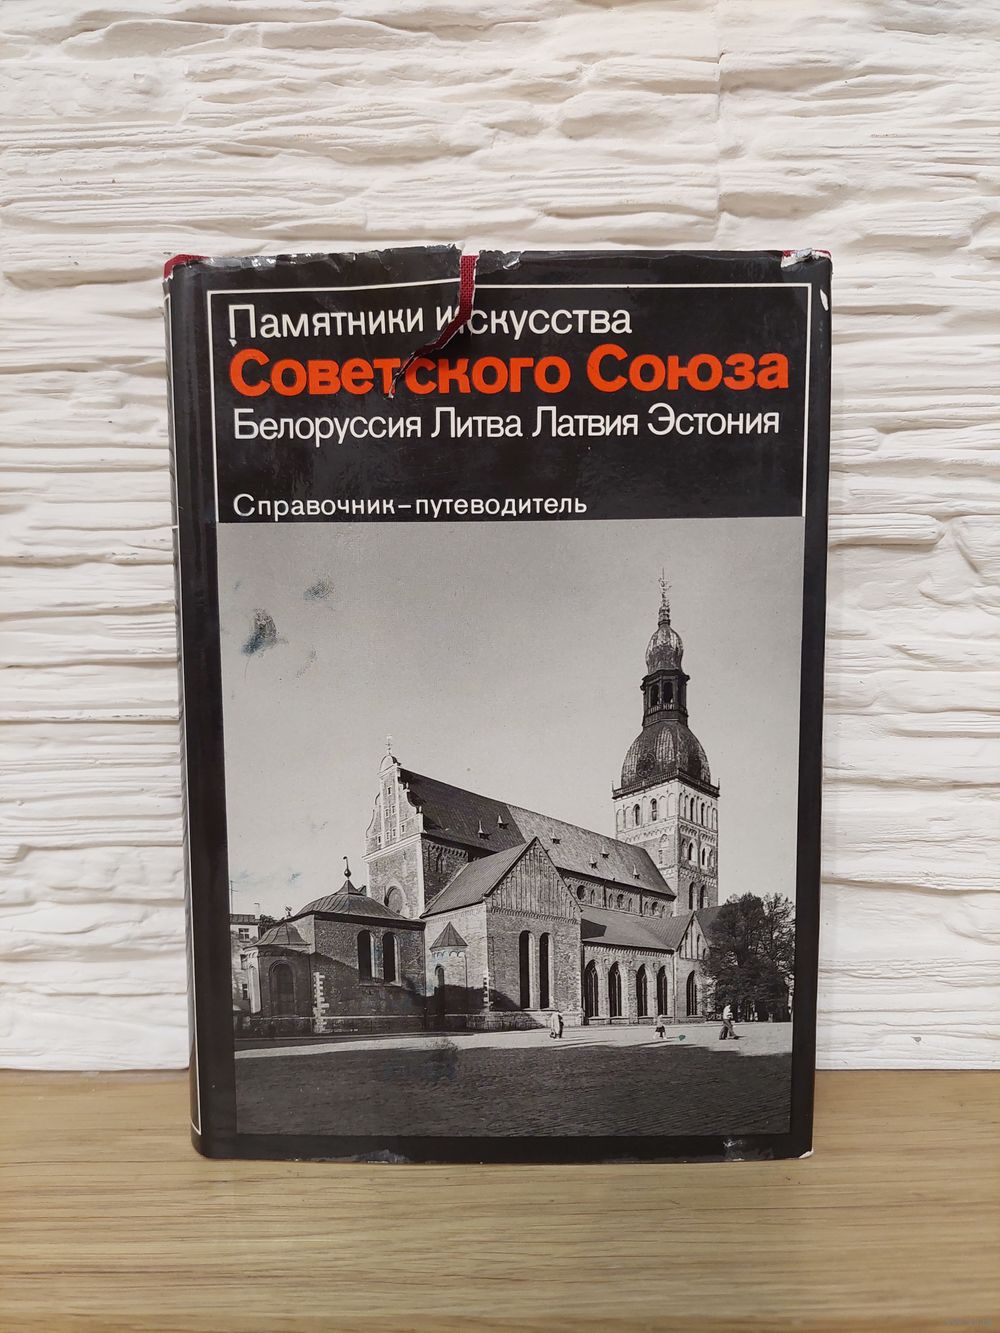 Памятники искусства
Советского Союза
Белоруссия Литва Латвия Эстония
Справочник-путеводитель